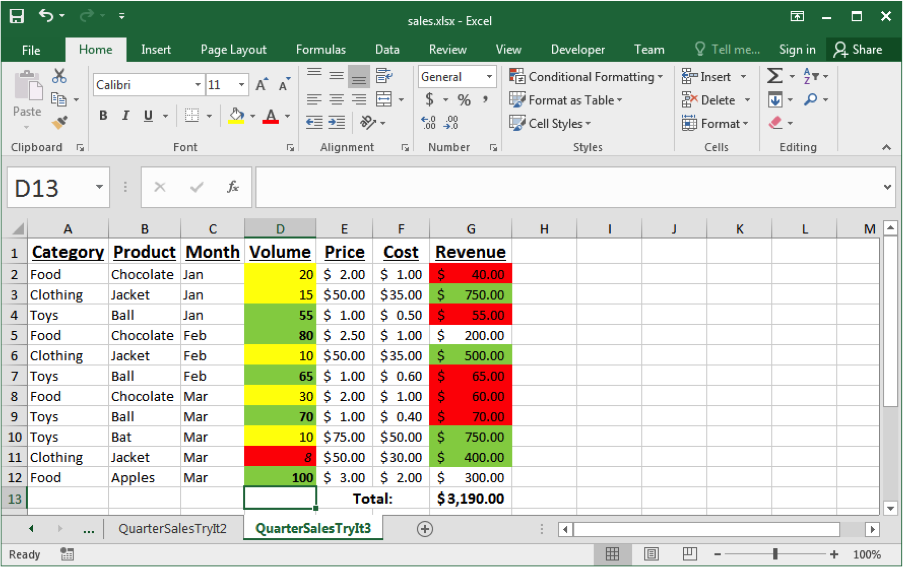 sales.xlsx - Excel
File Home Insert Page Layout Formulas Data Review View Developer Team Tell me... Sign in Share
Calibri 11 General Conditional Formatting Insert
Paste $ % , Format as Table Delete
B I U A .00 .00 Cell Styles Format
Clipboard Font Alignment Number Styles Cells Editing
D13 fx
A B C D E F G H I J K L M
1 Category Product Month Volume Price Cost Revenue
2 Food Chocolate Jan 20 $ 2.00 $ 1.00 $ 40.00
3 Clothing Jacket Jan 15 $50.00 $35.00 $ 750.00
4 Toys Ball Jan 55 $ 1.00 $ 0.50 $ 55.00
5 Food Chocolate Feb 80 $ 2.50 $ 1.00 $ 200.00
6 Clothing Jacket Feb 10 $50.00 $35.00 $ 500.00
7 Toys Ball Feb 65 $ 1.00 $ 0.60 $ 65.00
8 Food Chocolate Mar 30 $ 2.00 $ 1.00 $ 60.00
9 Toys Ball Mar 70 $ 1.00 $ 0.40 $ 70.00
10 Toys Bat Mar 10 $75.00 $50.00 $ 750.00
11 Clothing Jacket Mar 8 $50.00 $30.00 $ 400.00
12 Food Apples Mar 100 $ 3.00 $ 2.00 $ 300.00
13 Total: $3,190.00
... QuarterSalesTryIt2 QuarterSalesTryIt3
Ready 100%